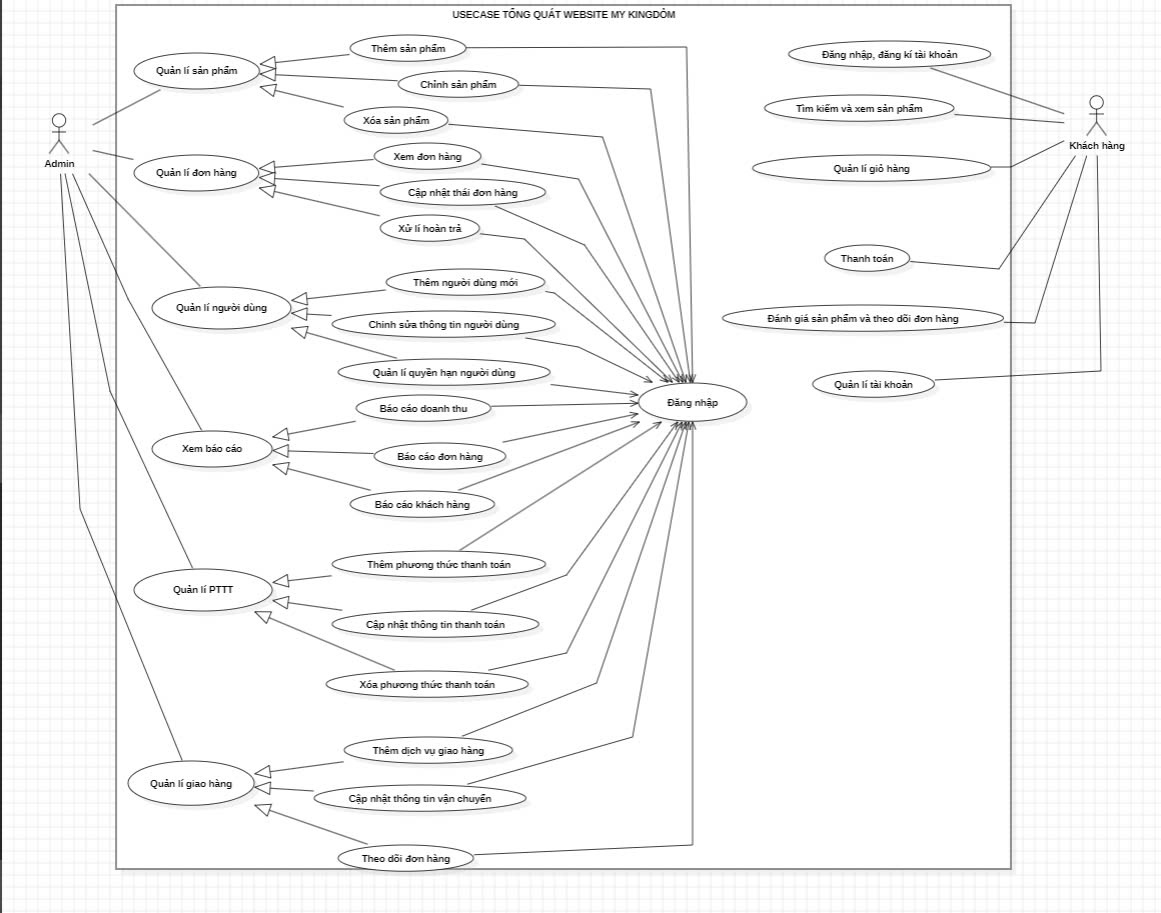 USECASE TỔNG QUÁT WEBSITE MY KINGDOM
Quản lí sản phẩm
Thêm sản phẩm
Chỉnh sản phẩm
Xóa sản phẩm
Admin
Quản lí đơn hàng
Xem đơn hàng
Cập nhật thái đơn hàng
Xử lí hoàn trả
Quản lí người dùng
Thêm người dùng mới
Chỉnh sửa thông tin người dùng
Quản lí quyền hạn người dùng
Xem báo cáo
Báo cáo doanh thu
Báo cáo đơn hàng
Báo cáo khách hàng
Quản lí PTTT
Thêm phương thức thanh toán
Cập nhật thông tin thanh toán
Xóa phương thức thanh toán
Quản lí giao hàng
Thêm dịch vụ giao hàng
Cập nhật thông tin vận chuyển
Theo dõi đơn hàng
Đăng nhập
Đăng nhập, đăng kí tài khoản
Tìm kiếm và xem sản phẩm
Khách hàng
Quản lí giỏ hàng
Thanh toán
Đánh giá sản phẩm và theo dõi đơn hàng
Quản lí tài khoản